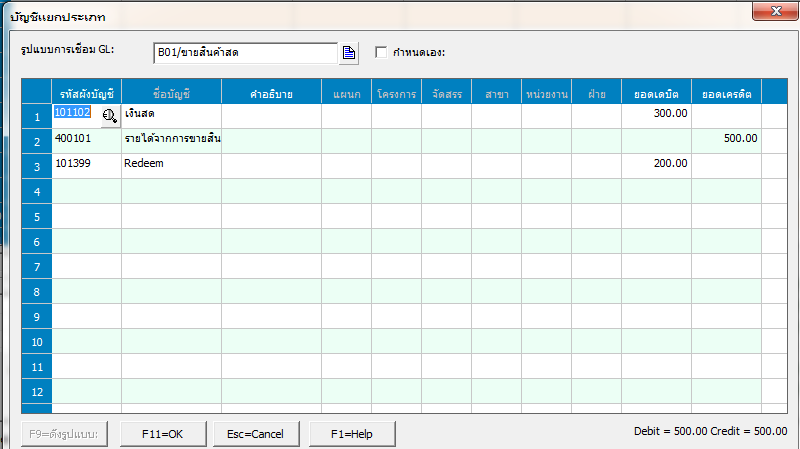 บัญชีแยกประเภท
รูปแบบการเชื่อม GL: B01/ขายสินค้าสด กำหนดเอง:
รหัสผังบัญชี ชื่อบัญชี คำอธิบาย แผนก โครงการ จัดสรร สาขา หน่วยงาน ฝ่าย ยอดเดบิต ยอดเครดิต
1 101102 เงินสด 300.00
2 400101 รายได้จากการขายสิน 500.00
3 101399 Redeem 200.00
4
5
6
7
8
9
10
11
12
F9=ดึงรูปแบบ: F11=OK Esc=Cancel F1=Help Debit = 500.00 Credit = 500.00